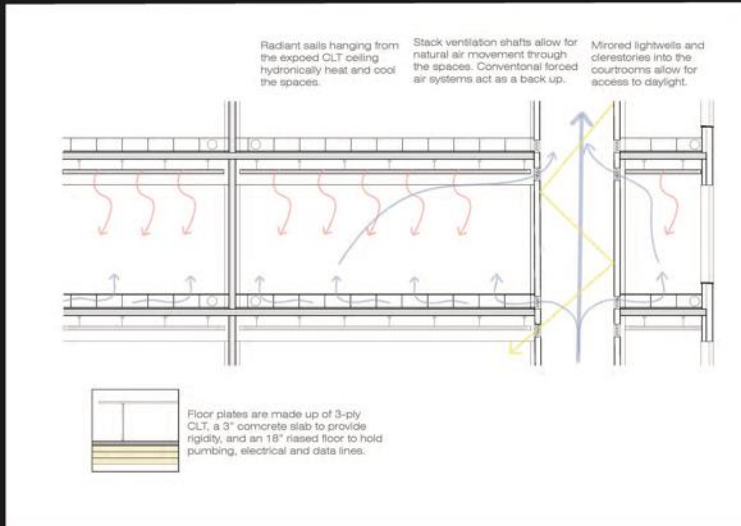 Radiant sails hanging from
the expoed CLT ceiling
hydronically heat and cool
the spaces.
Stack ventilation shafts allow for
natural air movement through
the spaces. Conventonal forced
air systems act as a back up.
Mirored lightwells and
clerestories into the
courtrooms allow for
access to daylight.
Floor plates are made up of 3-ply
CLT, a 3" comcrete slab to provide
rigidity, and an 18" riased floor to hold
pumbing, electrical and data lines.